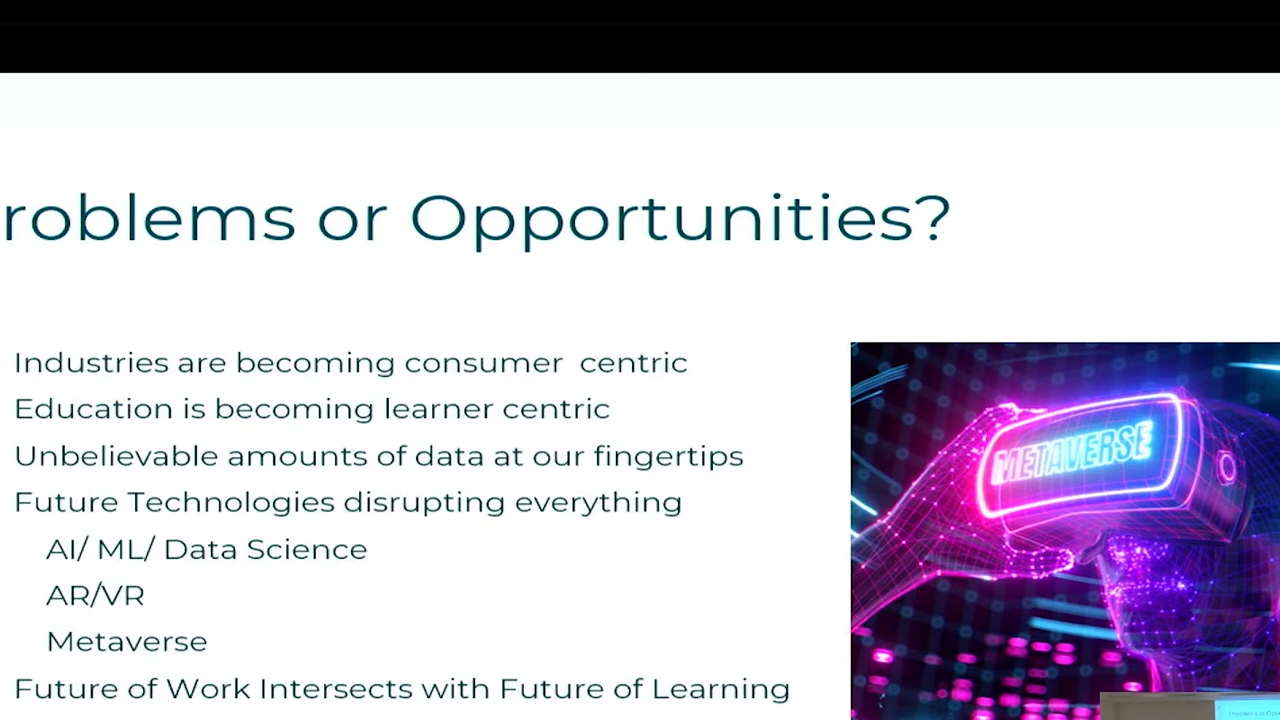 roblems or Opportunities?
Industries are becoming consumer centric
Education is becoming learner centric
Unbelievable amounts of data at our fingertips
Future Technologies disrupting everything
AI/ ML/ Data Science
AR/VR
Metaverse
Future of Work Intersects with Future of Learning
METAVERSE